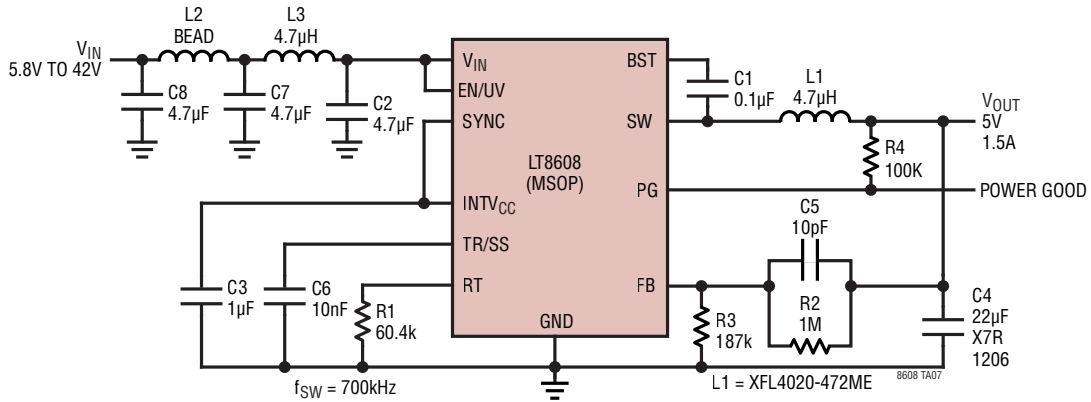 L2
BEAD
L3
4.7µH
VIN
5.8V TO 42V
C8
4.7µF
C7
4.7µF
C2
4.7µF
VIN
EN/UV
SYNC
INTVCC
TR/SS
RT
LT8608
(MSOP)
GND
BST
SW
PG
FB
C1
0.1µF
L1
4.7µH
VOUT
5V
1.5A
R4
100K
POWER GOOD
C5
10pF
R2
1M
C3
1µF
C6
10nF
R1
60.4k
R3
187k
C4
22µF
X7R
1206
fSW = 700kHz
L1 = XFL4020-472ME
8608 TA07